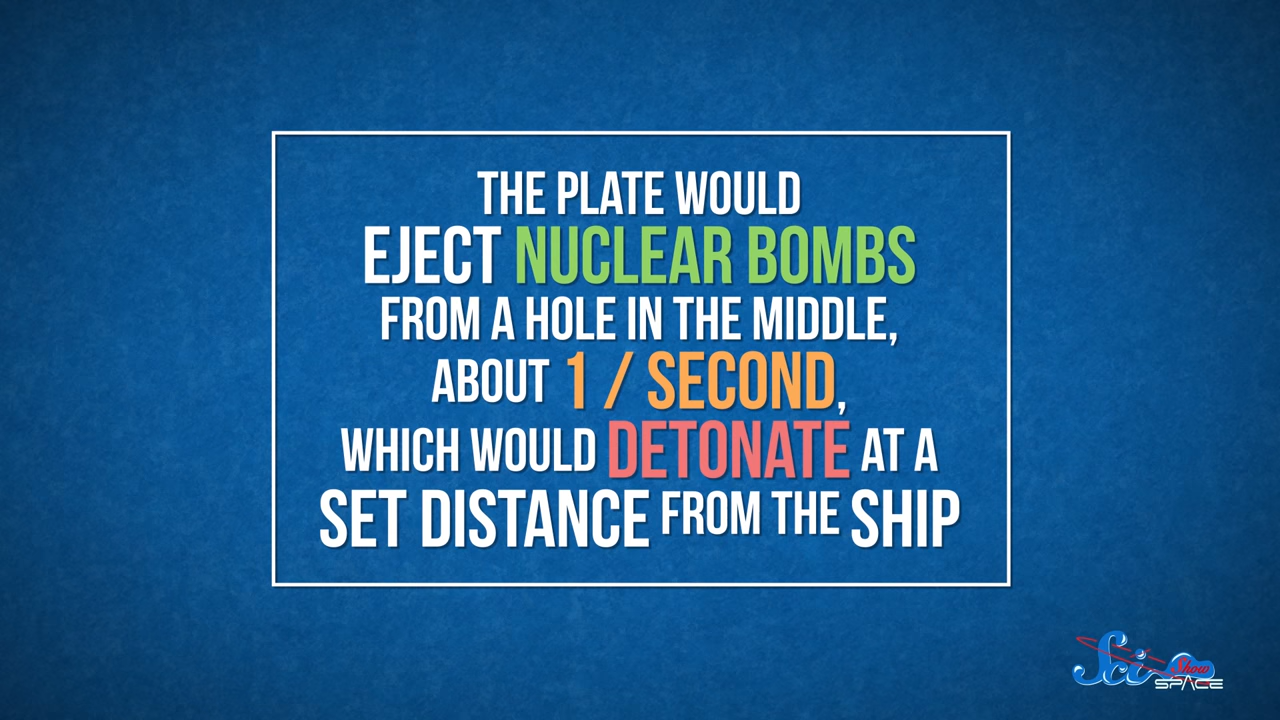 THE PLATE WOULD
EJECT NUCLEAR BOMBS
FROM A HOLE IN THE MIDDLE,
ABOUT 1 / SECOND,
WHICH WOULD DETONATE AT A
SET DISTANCE FROM THE SHIP
Sci Show
SPACE